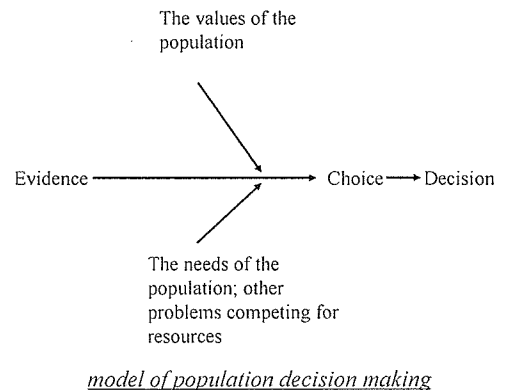 The values of the
population
Evidence
Choice
Decision
The needs of the
population; other
problems competing for
resources
model of population decision making